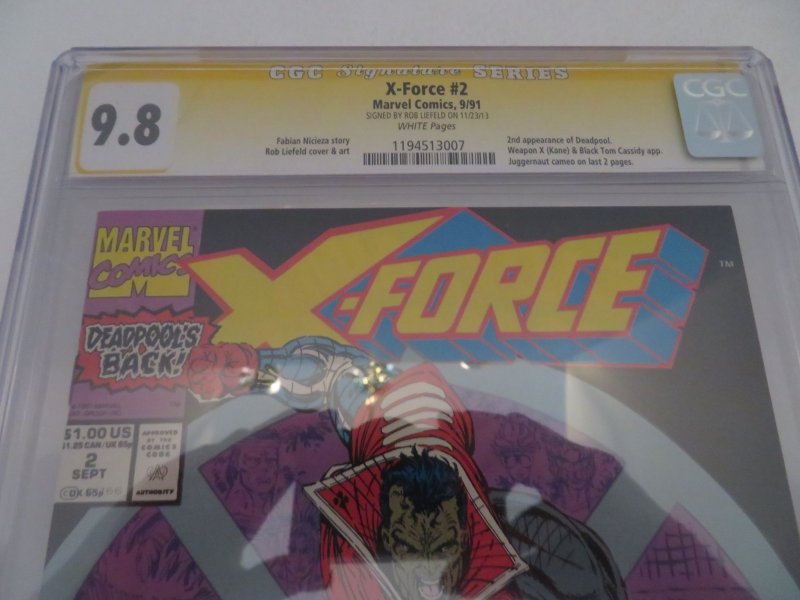 CGC Signature SERIES
9.8
X-Force #2
Marvel Comics, 9/91
SIGNED BY ROB LIEFELD ON 11/23/13
WHITE Pages
Fabian Nicieza story
Rob Liefeld cover & art
1194513007
2nd appearance of Deadpool.
Weapon X (Kane) & Black Tom Cassidy app.
Juggernaut cameo on last 2 pages.
CGC
MARVEL
COMICS
M
X-FORCE
TM
DEADPOOL'S
BACK!
TM
$1.00 US
$1.25 CAN/UK 65p
2
SEPT
UK 65p
APPROVED
BY THE
COMICS
CODE
AUTHORITY